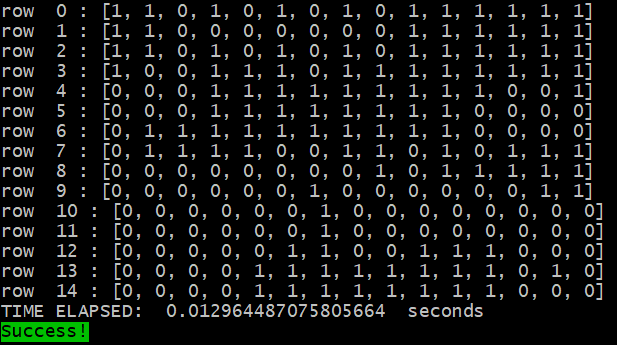 row  0 : [1, 1, 0, 1, 0, 1, 0, 1, 0, 1, 1, 1, 1, 1, 1]
row  1 : [1, 1, 0, 0, 0, 0, 0, 0, 0, 1, 1, 1, 1, 1, 1]
row  2 : [1, 1, 0, 1, 0, 1, 0, 1, 0, 1, 1, 1, 1, 1, 1]
row  3 : [1, 0, 0, 1, 1, 1, 0, 1, 1, 1, 1, 1, 1, 1, 1]
row  4 : [0, 0, 0, 1, 1, 1, 1, 1, 1, 1, 1, 1, 0, 0, 1]
row  5 : [0, 0, 0, 1, 1, 1, 1, 1, 1, 1, 1, 0, 0, 0, 0]
row  6 : [0, 1, 1, 1, 1, 1, 1, 1, 1, 1, 1, 0, 0, 0, 0]
row  7 : [0, 1, 1, 1, 1, 0, 0, 1, 1, 0, 1, 0, 1, 1, 1]
row  8 : [0, 0, 0, 0, 0, 0, 0, 0, 1, 0, 1, 1, 1, 1, 1]
row  9 : [0, 0, 0, 0, 0, 0, 1, 0, 0, 0, 0, 0, 0, 1, 1]
row  10 : [0, 0, 0, 0, 0, 0, 1, 0, 0, 0, 0, 0, 0, 0, 0]
row  11 : [0, 0, 0, 0, 0, 0, 1, 0, 0, 0, 0, 0, 0, 0, 0]
row  12 : [0, 0, 0, 0, 0, 1, 1, 0, 0, 1, 1, 1, 0, 0, 0]
row  13 : [0, 0, 0, 0, 1, 1, 1, 1, 1, 1, 1, 1, 0, 1, 0]
row  14 : [0, 0, 0, 0, 1, 1, 1, 1, 1, 1, 1, 1, 0, 0, 0]
TIME ELAPSED:  0.012964487075805664  seconds
Success!